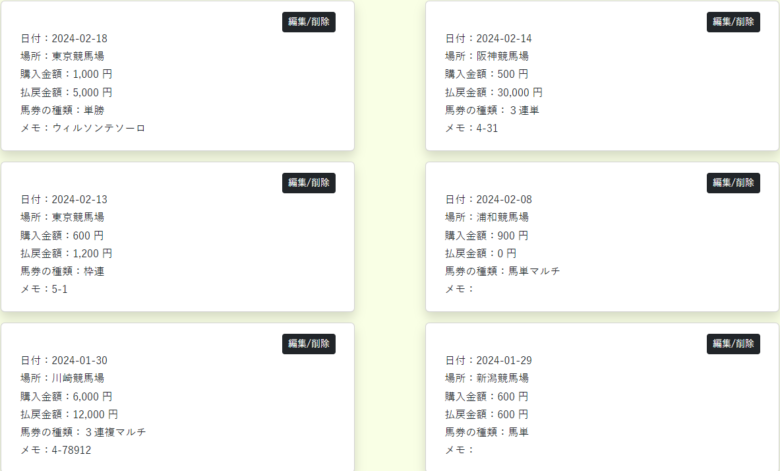 編集/削除
日付：2024-02-18
場所：東京競馬場
購入金額：1,000 円
払戻金額：5,000 円
馬券の種類：単勝
メモ：ウィルソンテソーロ
編集/削除
日付：2024-02-14
場所：阪神競馬場
購入金額：500 円
払戻金額：30,000 円
馬券の種類：３連単
メモ：4-31
編集/削除
日付：2024-02-13
場所：東京競馬場
購入金額：600 円
払戻金額：1,200 円
馬券の種類：枠連
メモ：5-1
編集/削除
日付：2024-02-08
場所：浦和競馬場
購入金額：900 円
払戻金額：0 円
馬券の種類：馬単マルチ
メモ：
編集/削除
日付：2024-01-30
場所：川崎競馬場
購入金額：6,000 円
払戻金額：12,000 円
馬券の種類：３連複マルチ
メモ：4-78912
編集/削除
日付：2024-01-29
場所：新潟競馬場
購入金額：600 円
払戻金額：600 円
馬券の種類：馬単
メモ：